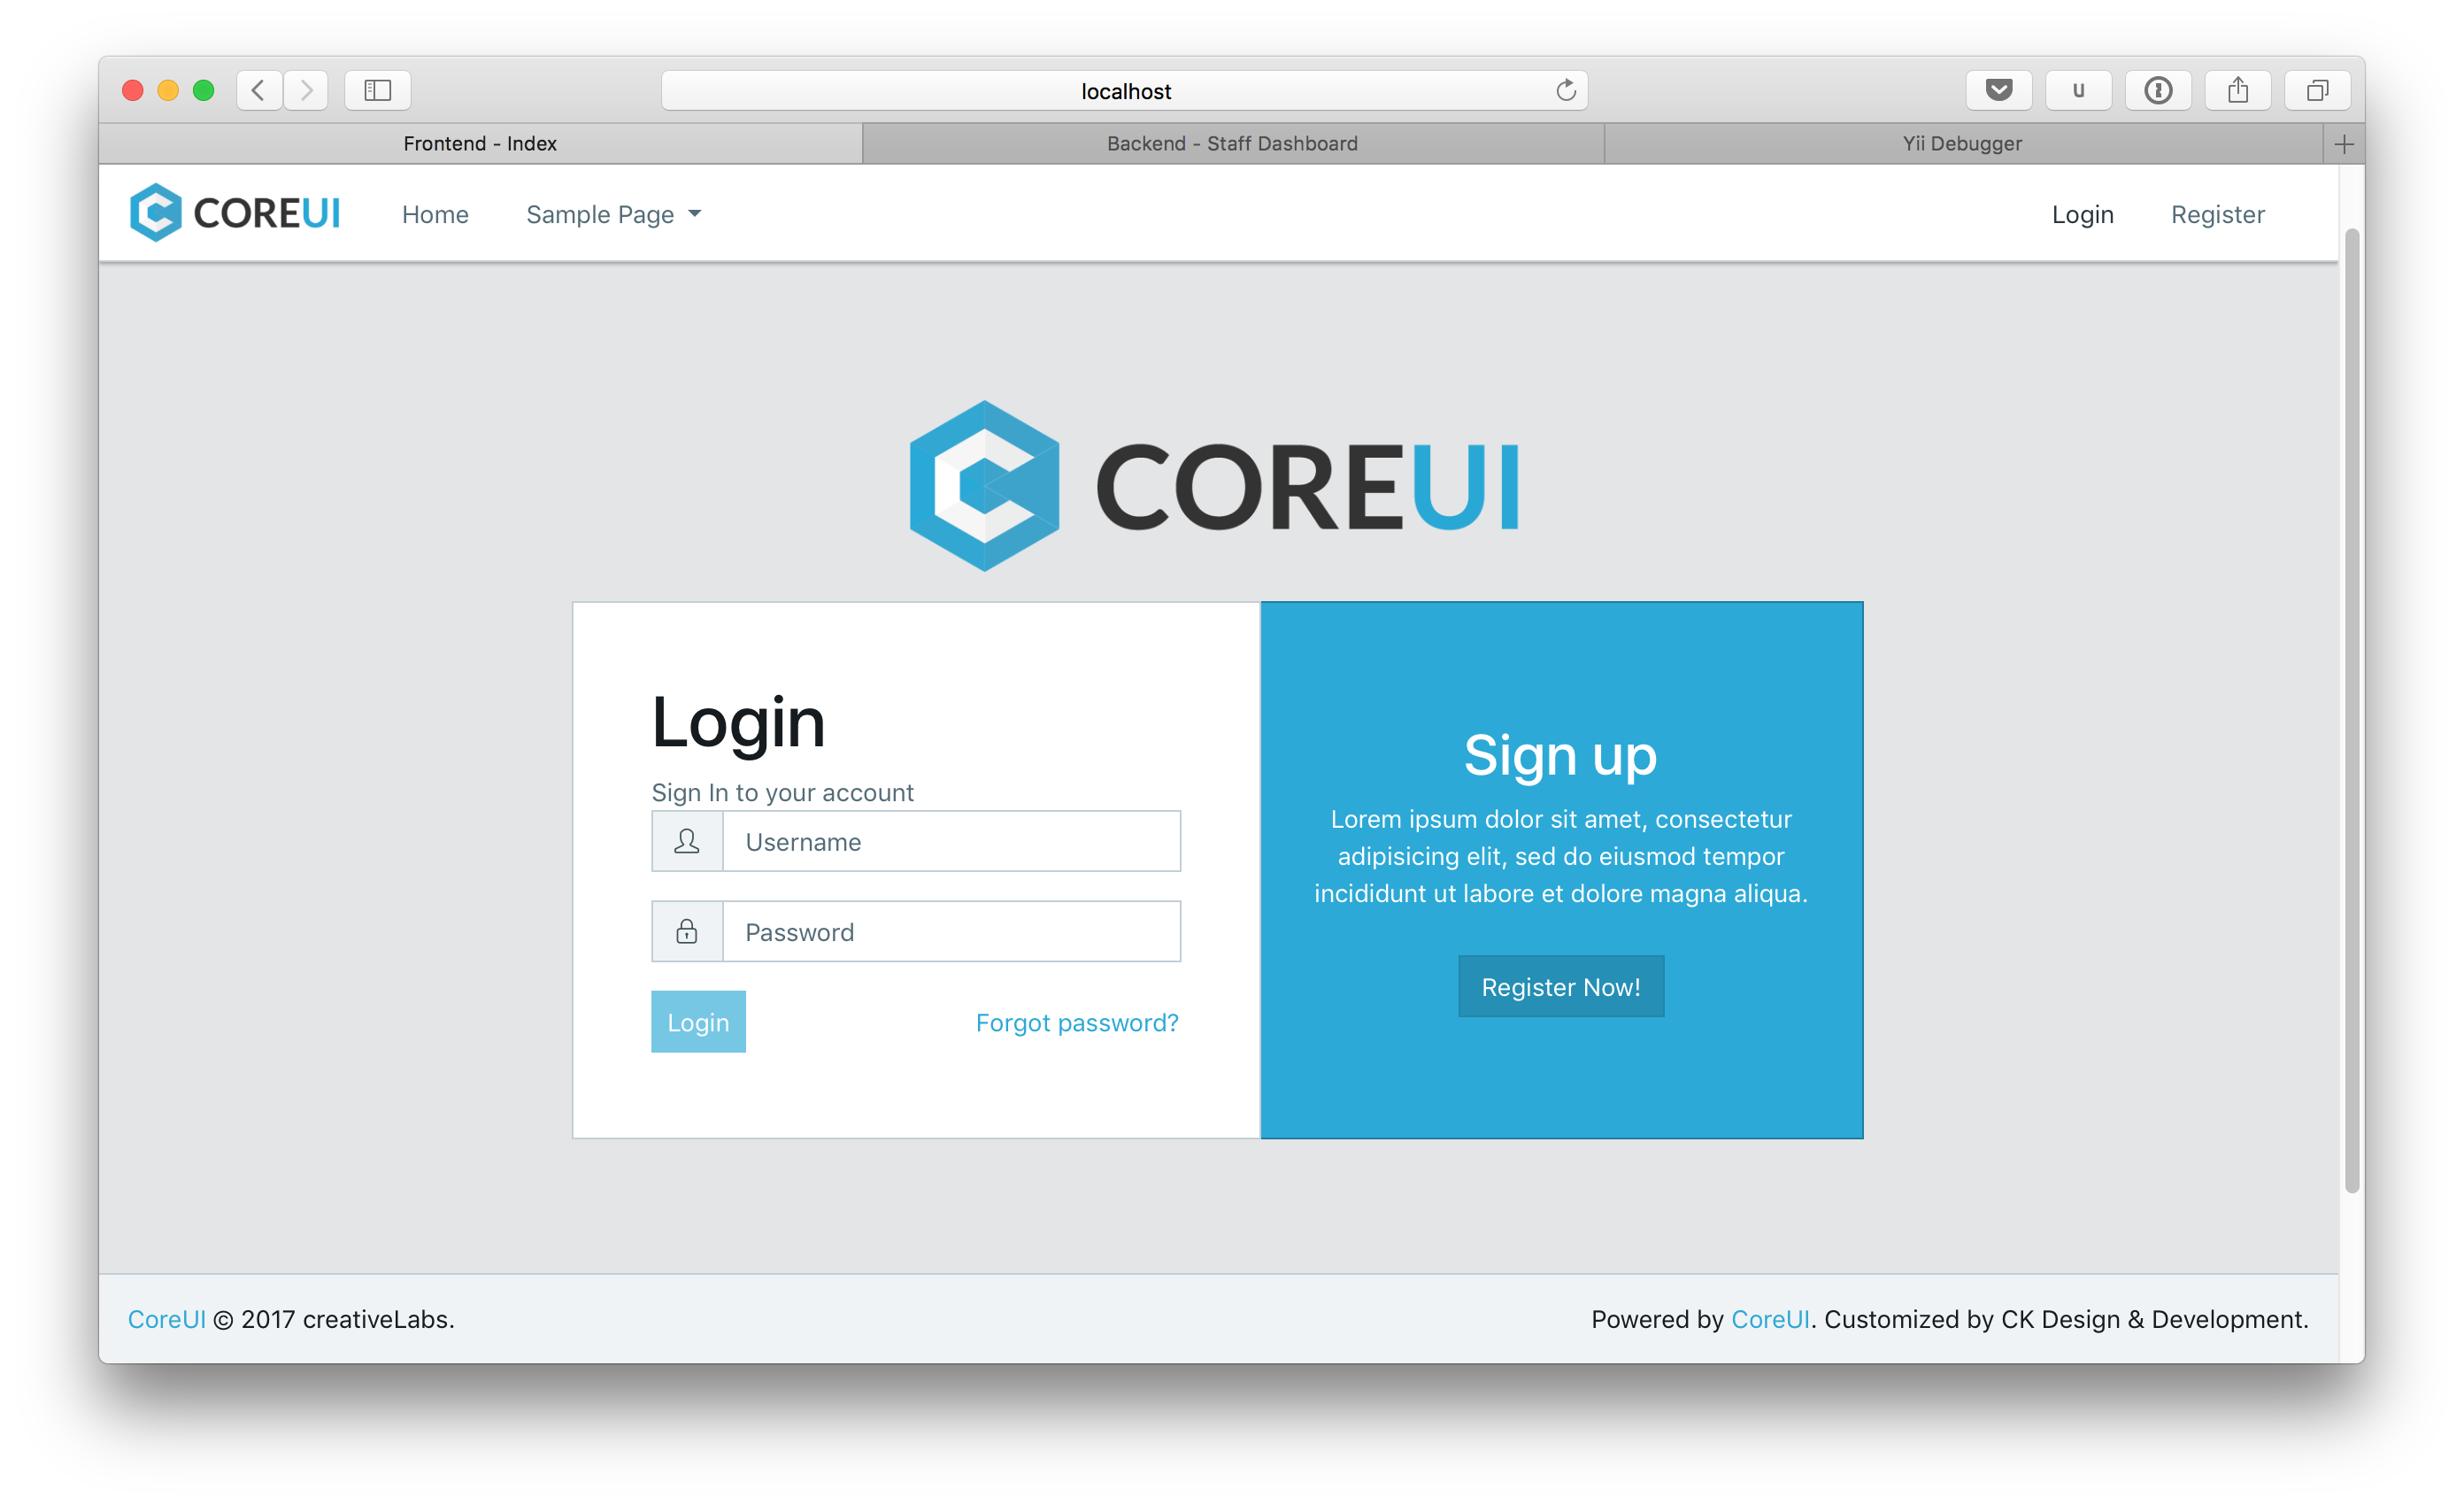 localhost
u
Frontend - Index
Backend - Staff Dashboard
Yii Debugger
COREUI
Home
Sample Page
Login
Register
COREUI
Login
Sign In to your account
Username
Password
Login
Forgot password?
Sign up
Lorem ipsum dolor sit amet, consectetur
adipisicing elit, sed do eiusmod tempor
incididunt ut labore et dolore magna aliqua.
Register Now!
CoreUI © 2017 creativeLabs.
Powered by CoreUI. Customized by CK Design & Development.